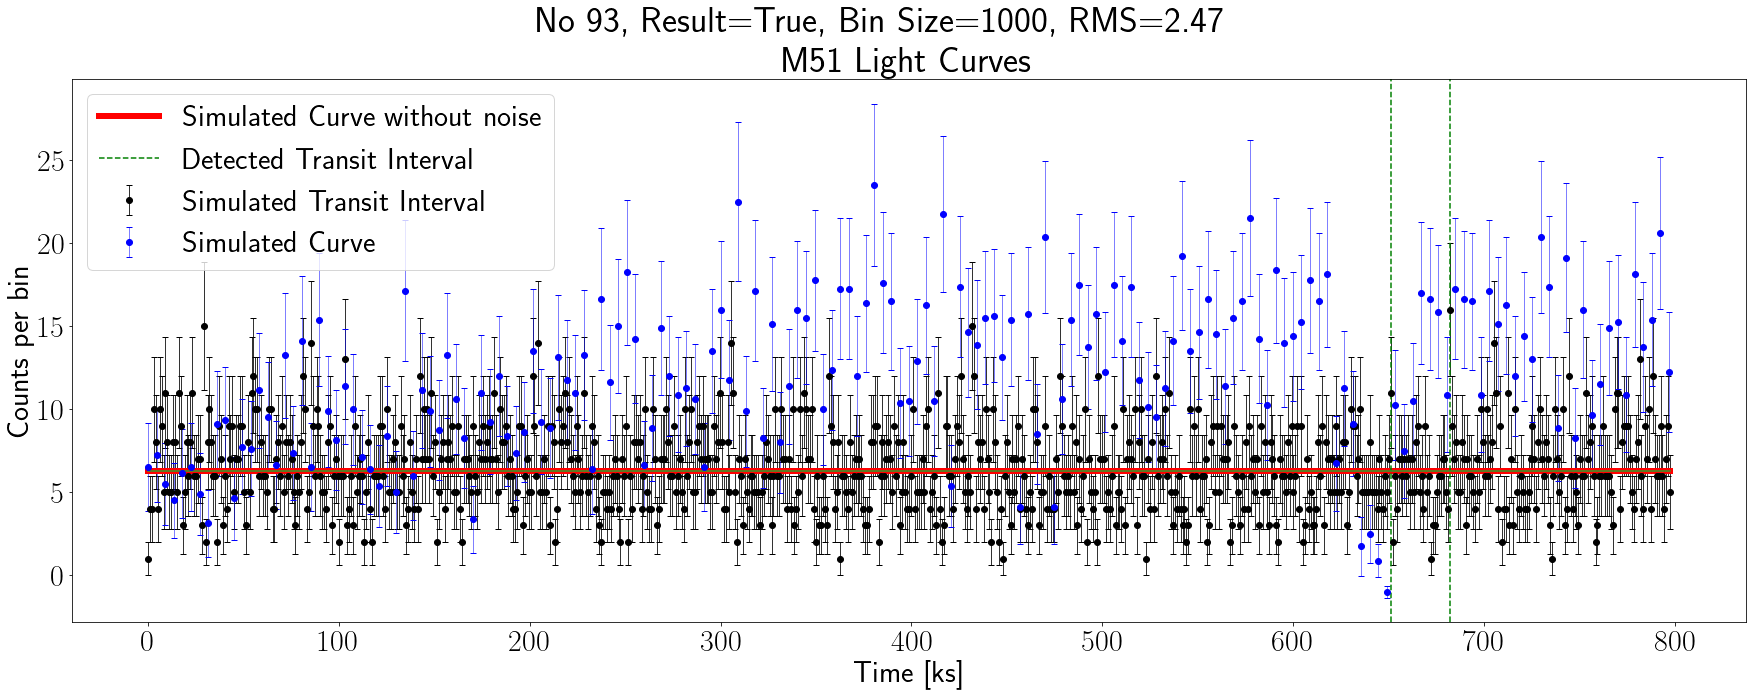 No 93, Result=True, Bin Size=1000, RMS=2.47
M51 Light Curves
Simulated Curve without noise
Detected Transit Interval
Simulated Transit Interval
Simulated Curve
Counts per bin
25
20
15
10
5
0
0 100 200 300 400 500 600 700 800
Time [ks]